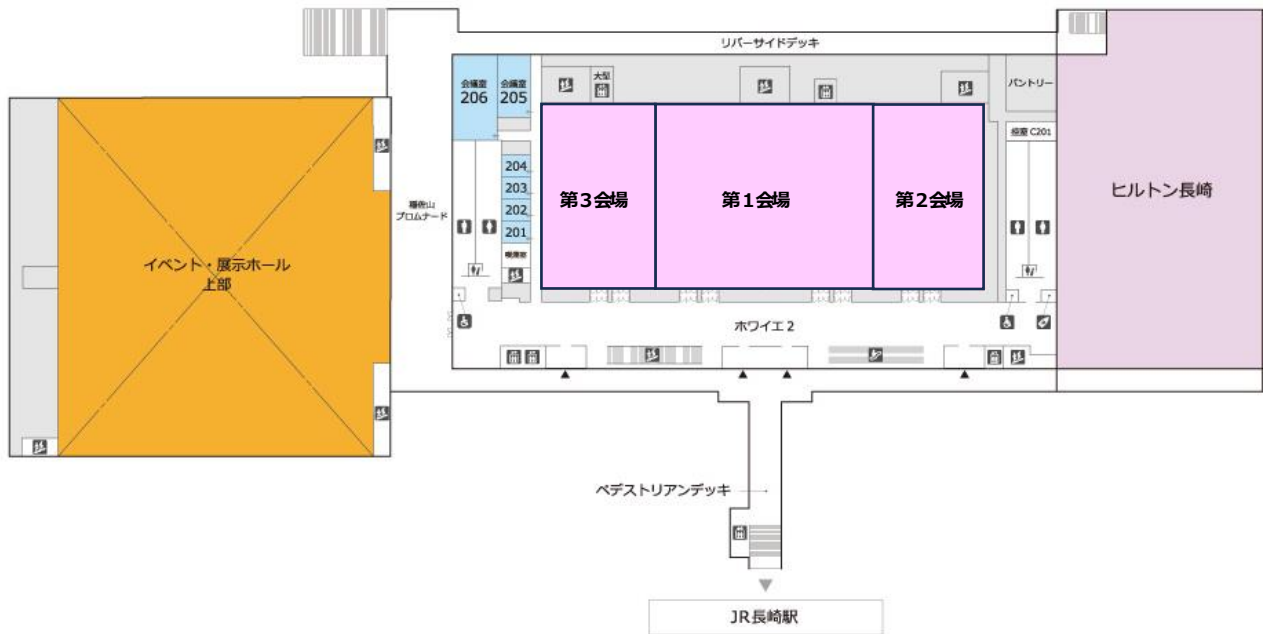 リバーサイドデッキ
会議室
206
会議室
205
大型
パントリー
控室 C201
204
203
202
201
喫煙室
第3会場
第1会場
第2会場
ヒルトン長崎
稲佐山
プロムナード
イベント・展示ホール
上部
ホワイエ2
ペデストリアンデッキ
JR長崎駅